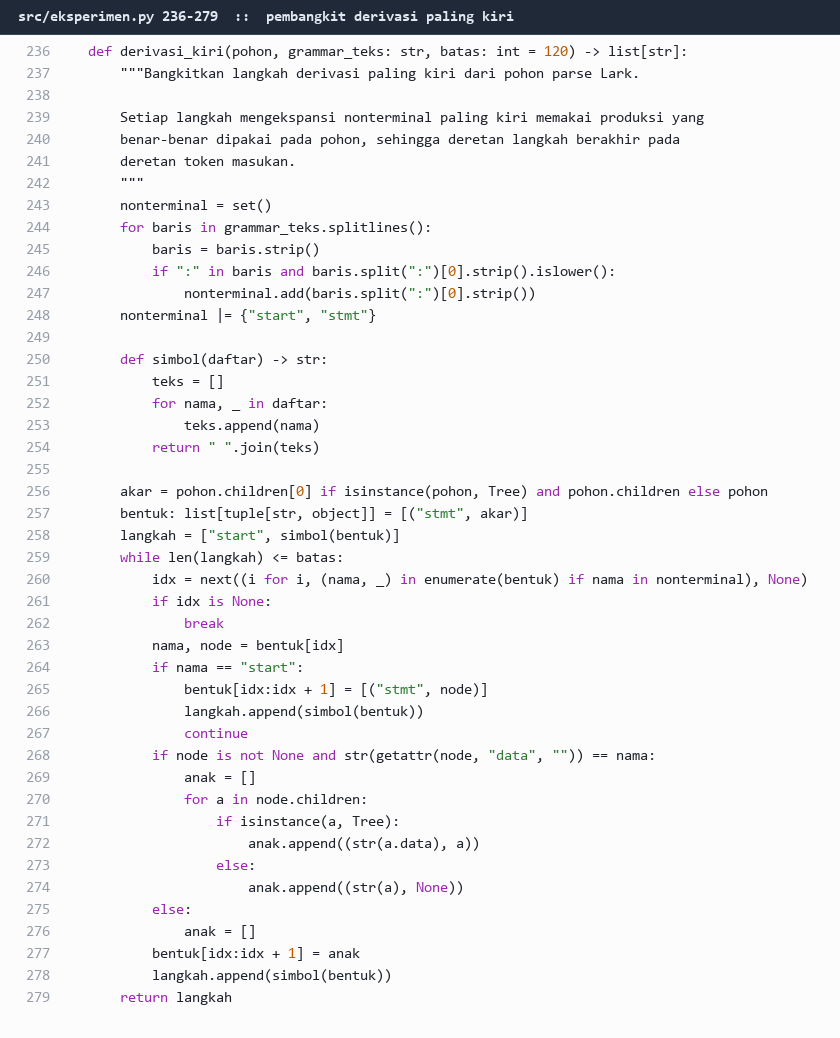 src/eksperimen.py 236-279  ::  pembangkit derivasi paling kiri
236    def derivasi_kiri(pohon, grammar_teks: str, batas: int = 120) -> list[str]:
237        """Bangkitkan langkah derivasi paling kiri dari pohon parse Lark.
238
239        Setiap langkah mengekspansi nonterminal paling kiri memakai produksi yang
240        benar-benar dipakai pada pohon, sehingga deretan langkah berakhir pada
241        deretan token masukan.
242        """
243        nonterminal = set()
244        for baris in grammar_teks.splitlines():
245            baris = baris.strip()
246            if ":" in baris and baris.split(":")[0].strip().islower():
247                nonterminal.add(baris.split(":")[0].strip())
248        nonterminal |= {"start", "stmt"}
249
250        def simbol(daftar) -> str:
251            teks = []
252            for nama, _ in daftar:
253                teks.append(nama)
254            return " ".join(teks)
255
256        akar = pohon.children[0] if isinstance(pohon, Tree) and pohon.children else pohon
257        bentuk: list[tuple[str, object]] = [("stmt", akar)]
258        langkah = ["start", simbol(bentuk)]
259        while len(langkah) <= batas:
260            idx = next((i for i, (nama, _) in enumerate(bentuk) if nama in nonterminal), None)
261            if idx is None:
262                break
263            nama, node = bentuk[idx]
264            if nama == "start":
265                bentuk[idx:idx + 1] = [("stmt", node)]
266                langkah.append(simbol(bentuk))
267                continue
268            if node is not None and str(getattr(node, "data", "")) == nama:
269                anak = []
270                for a in node.children:
271                    if isinstance(a, Tree):
272                        anak.append((str(a.data), a))
273                    else:
274                        anak.append((str(a), None))
275            else:
276                anak = []
277            bentuk[idx:idx + 1] = anak
278            langkah.append(simbol(bentuk))
279        return langkah